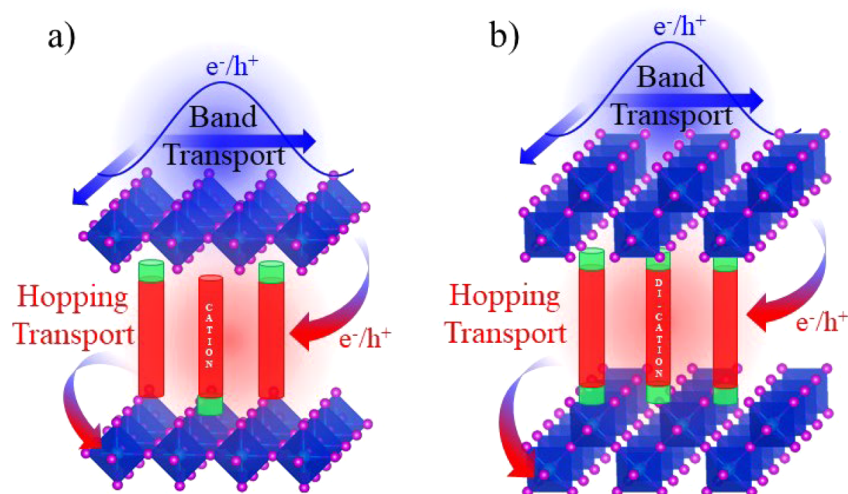 a)
e⁻/h⁺
Band
Transport
Hopping
Transport
CATION
e⁻/h⁺
b)
e⁻/h⁺
Band
Transport
Hopping
Transport
DI-CATION
e⁻/h⁺